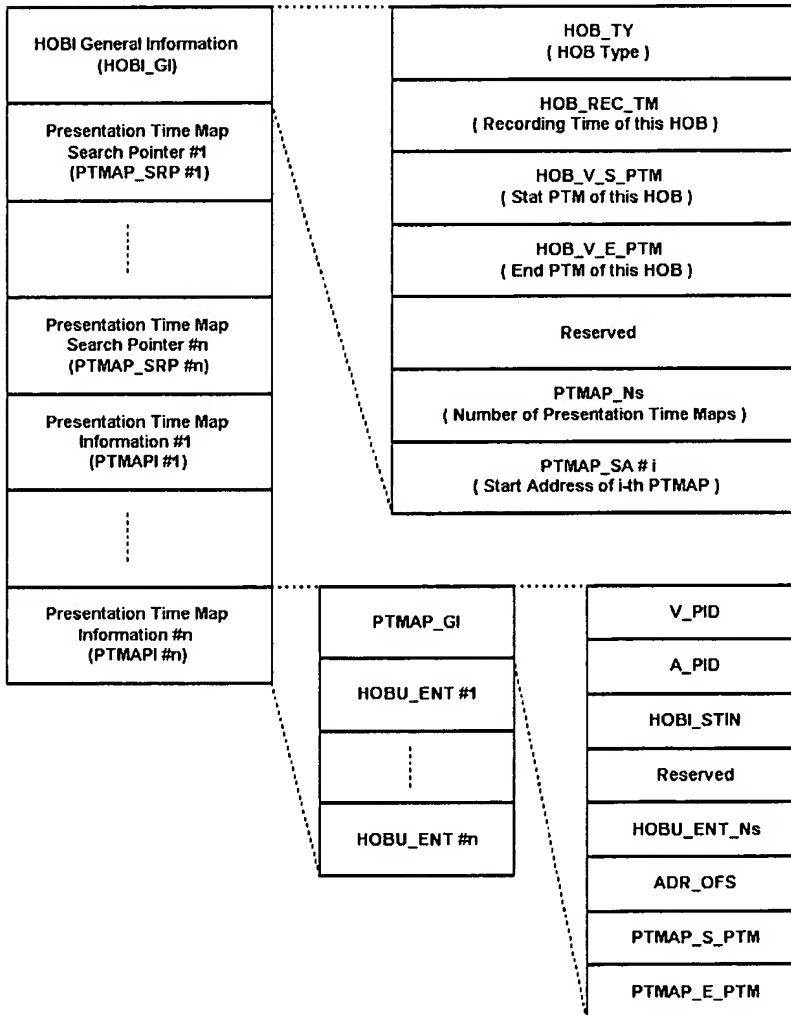 HOBI General Information
(HOBI_GI)
Presentation Time Map
Search Pointer #1
(PTMAP_SRP #1)
Presentation Time Map
Search Pointer #n
(PTMAP_SRP #n)
Presentation Time Map
Information #1
(PTMAPI #1)
Presentation Time Map
Information #n
(PTMAPI #n)
HOB_TY
( HOB Type )
HOB_REC_TM
( Recording Time of this HOB )
HOB_V_S_PTM
( Stat PTM of this HOB )
HOB_V_E_PTM
( End PTM of this HOB )
Reserved
PTMAP_Ns
( Number of Presentation Time Maps )
PTMAP_SA # i
( Start Address of i-th PTMAP )
PTMAP_GI
HOBU_ENT #1
HOBU_ENT #n
V_PID
A_PID
HOBI_STIN
Reserved
HOBU_ENT_Ns
ADR_OFS
PTMAP_S_PTM
PTMAP_E_PTM